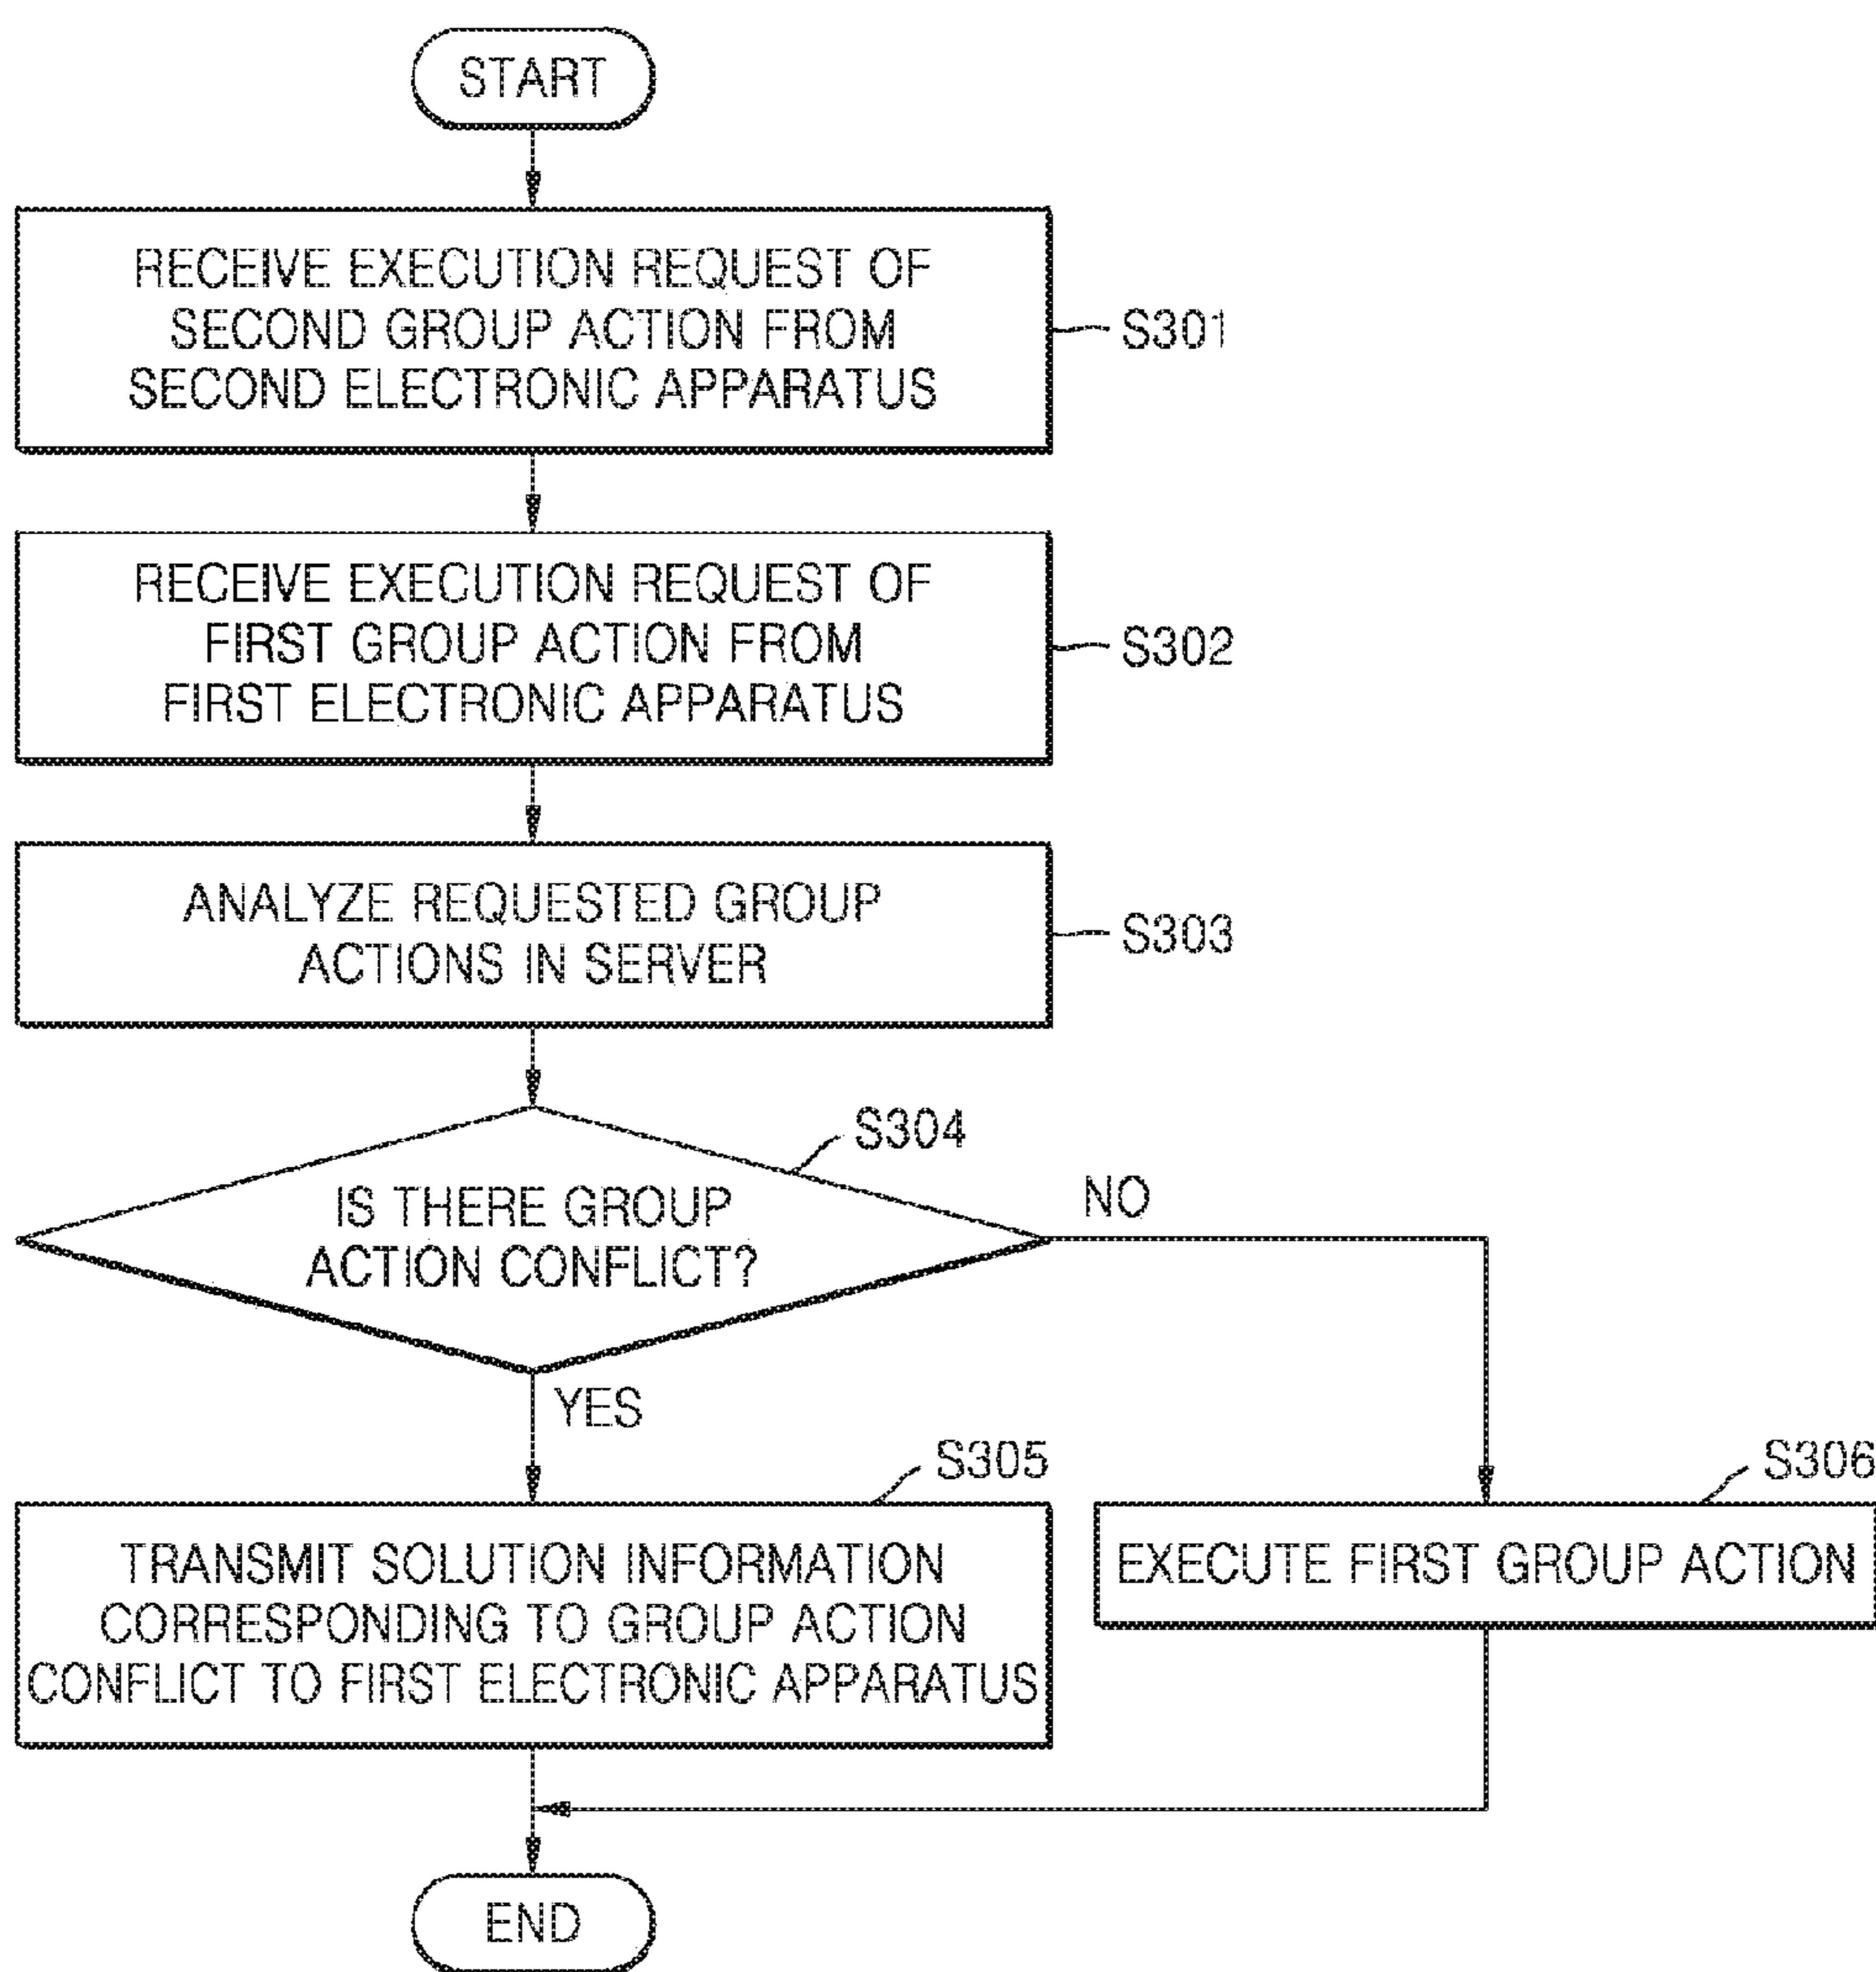 START
RECEIVE EXECUTION REQUEST OF
SECOND GROUP ACTION FROM
SECOND ELECTRONIC APPARATUS
S301
RECEIVE EXECUTION REQUEST OF
FIRST GROUP ACTION FROM
FIRST ELECTRONIC APPARATUS
S302
ANALYZE REQUESTED GROUP
ACTIONS IN SERVER
S303
S304
IS THERE GROUP
ACTION CONFLICT?
NO
YES
S305
TRANSMIT SOLUTION INFORMATION
CORRESPONDING TO GROUP ACTION
CONFLICT TO FIRST ELECTRONIC APPARATUS
S306
EXECUTE FIRST GROUP ACTION
END